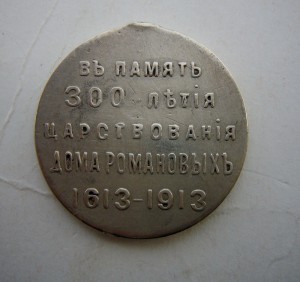 ВЪ ПАМЯТЬ
300-ЛѢТІЯ
ЦАРСТВОВАНІЯ
ДОМА РОМАНОВЫХЪ
1613-1913